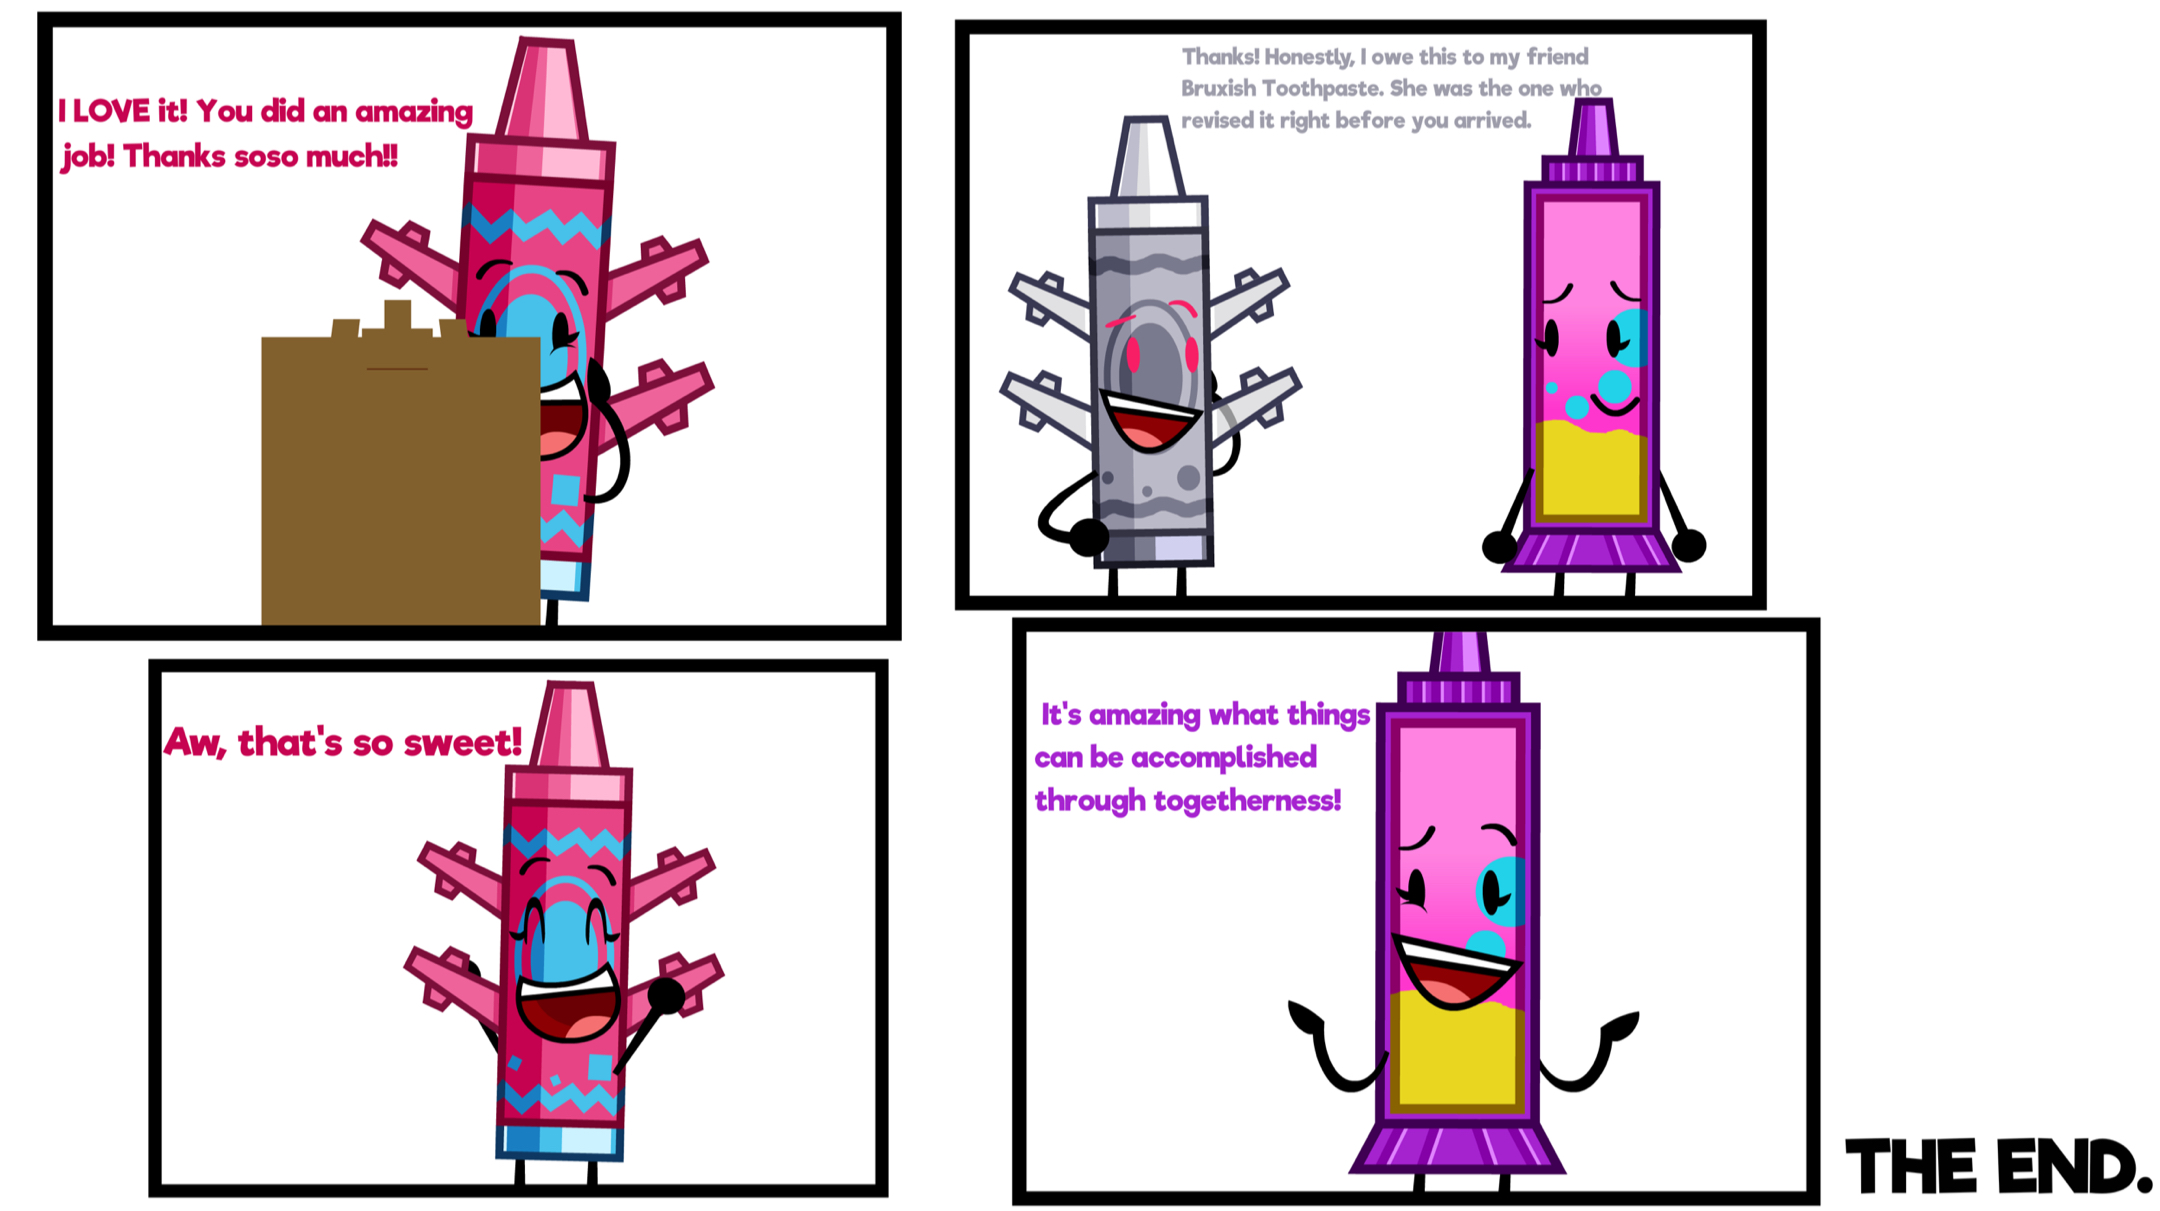 I LOVE it! You did an amazing
job! Thanks soso much!!
Thanks! Honestly, I owe this to my friend
Bruxish Toothpaste. She was the one who
revised it right before you arrived.
Aw, that's so sweet!
It's amazing what things
can be accomplished
through togetherness!
THE END.